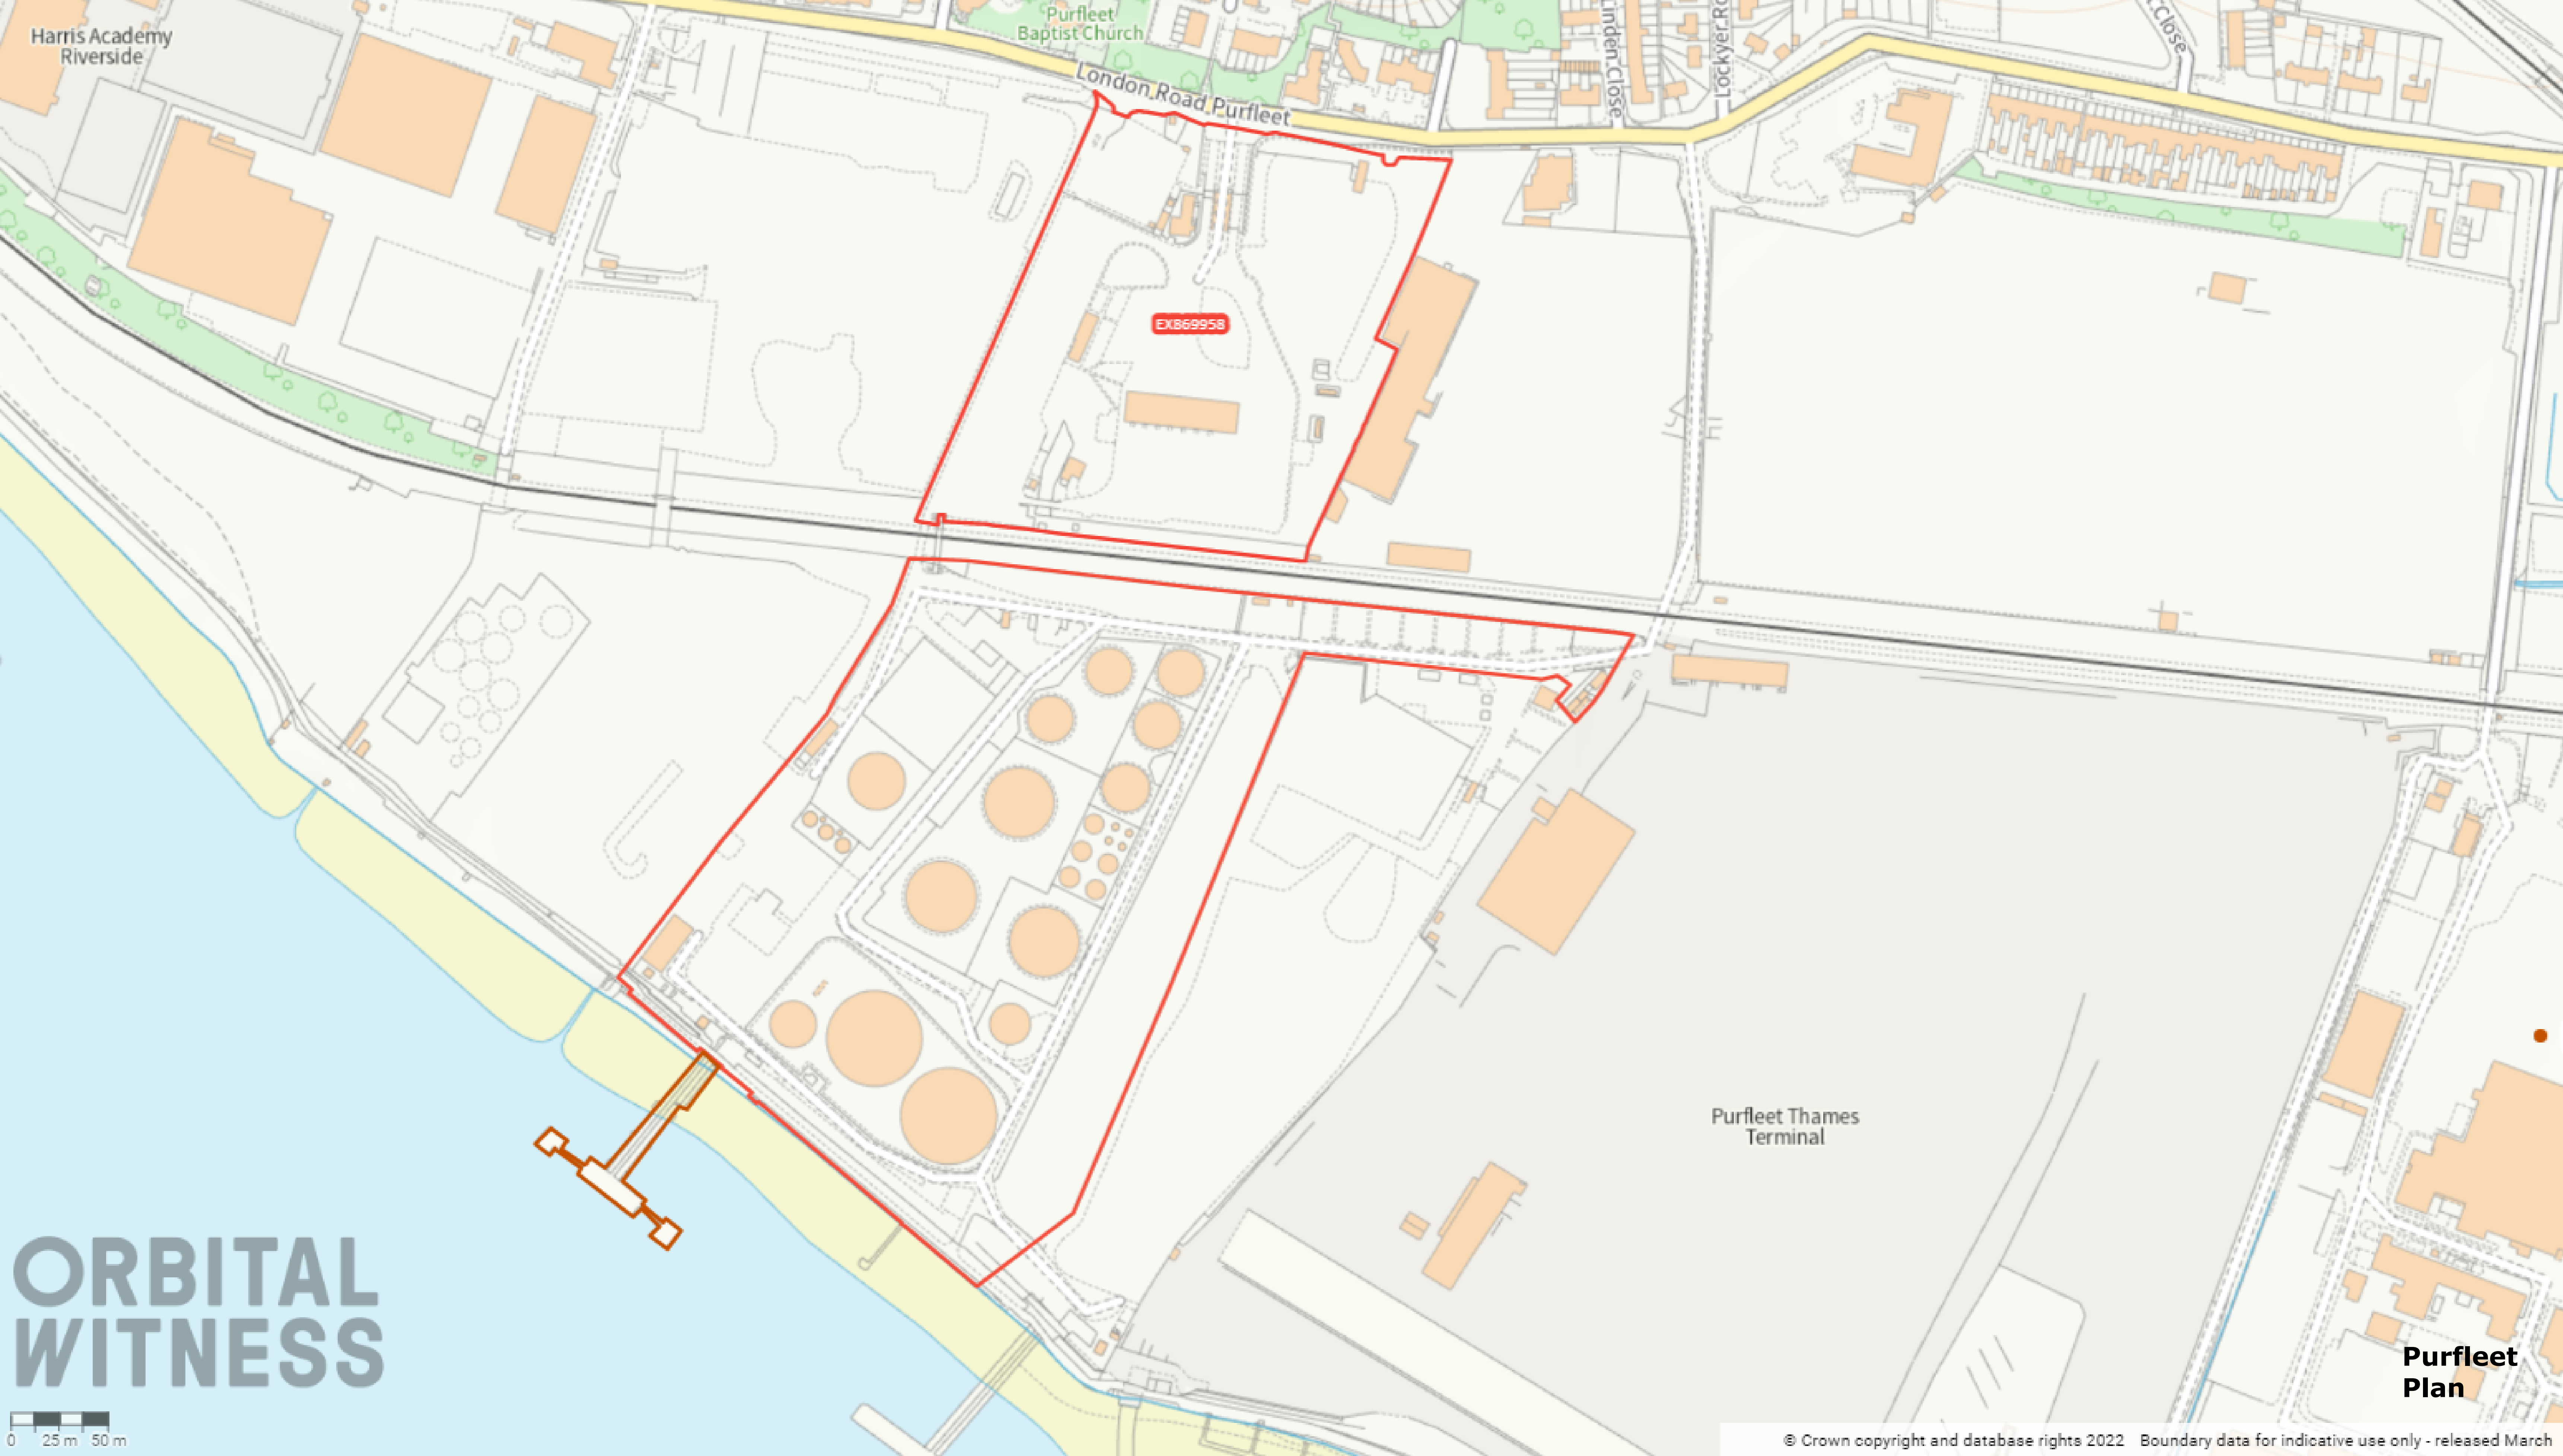 Harris Academy
Riverside
Purfleet
Baptist Church
London Road Purfleet
Linden Close
Lockyer Ro
Close
EX869958
Purfleet Thames
Terminal
ORBITAL
WITNESS
0 25 m 50 m
Purfleet
Plan
© Crown copyright and database rights 2022 Boundary data for indicative use only - released March